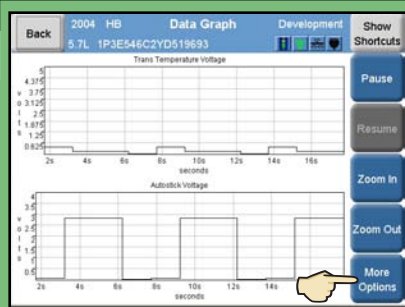 Back
2004 HB Data Graph Development
5.7L 1P3E546C2YD519693
Show
Shortcuts
Trans Temperature Voltage
volts
5
4.375
3.75
3.125
2.5
1.875
1.25
0.625
2s 4s 6s 8s 10s 12s 14s 16s
seconds
Autostick Voltage
volts
4
3.5
3
2.5
2
1.5
1
0.5
2s 4s 6s 8s 10s 12s 14s
seconds
Pause
Resume
Zoom In
Zoom Out
More
Options